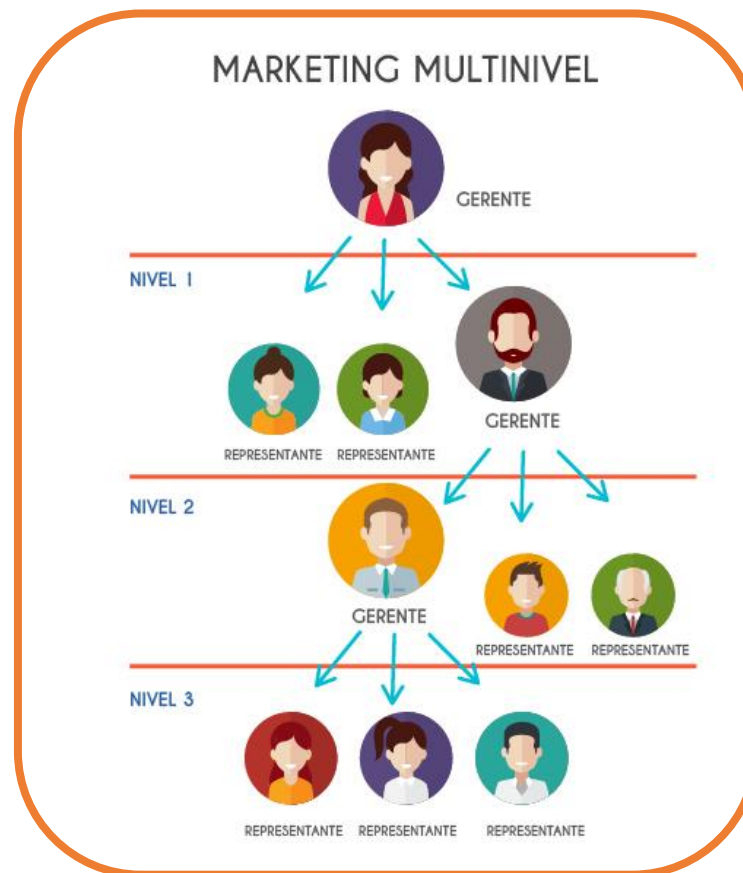 MARKETING MULTINIVEL
GERENTE
NIVEL 1
GERENTE
REPRESENTANTE REPRESENTANTE
NIVEL 2
GERENTE
REPRESENTANTE REPRESENTANTE
NIVEL 3
REPRESENTANTE REPRESENTANTE REPRESENTANTE